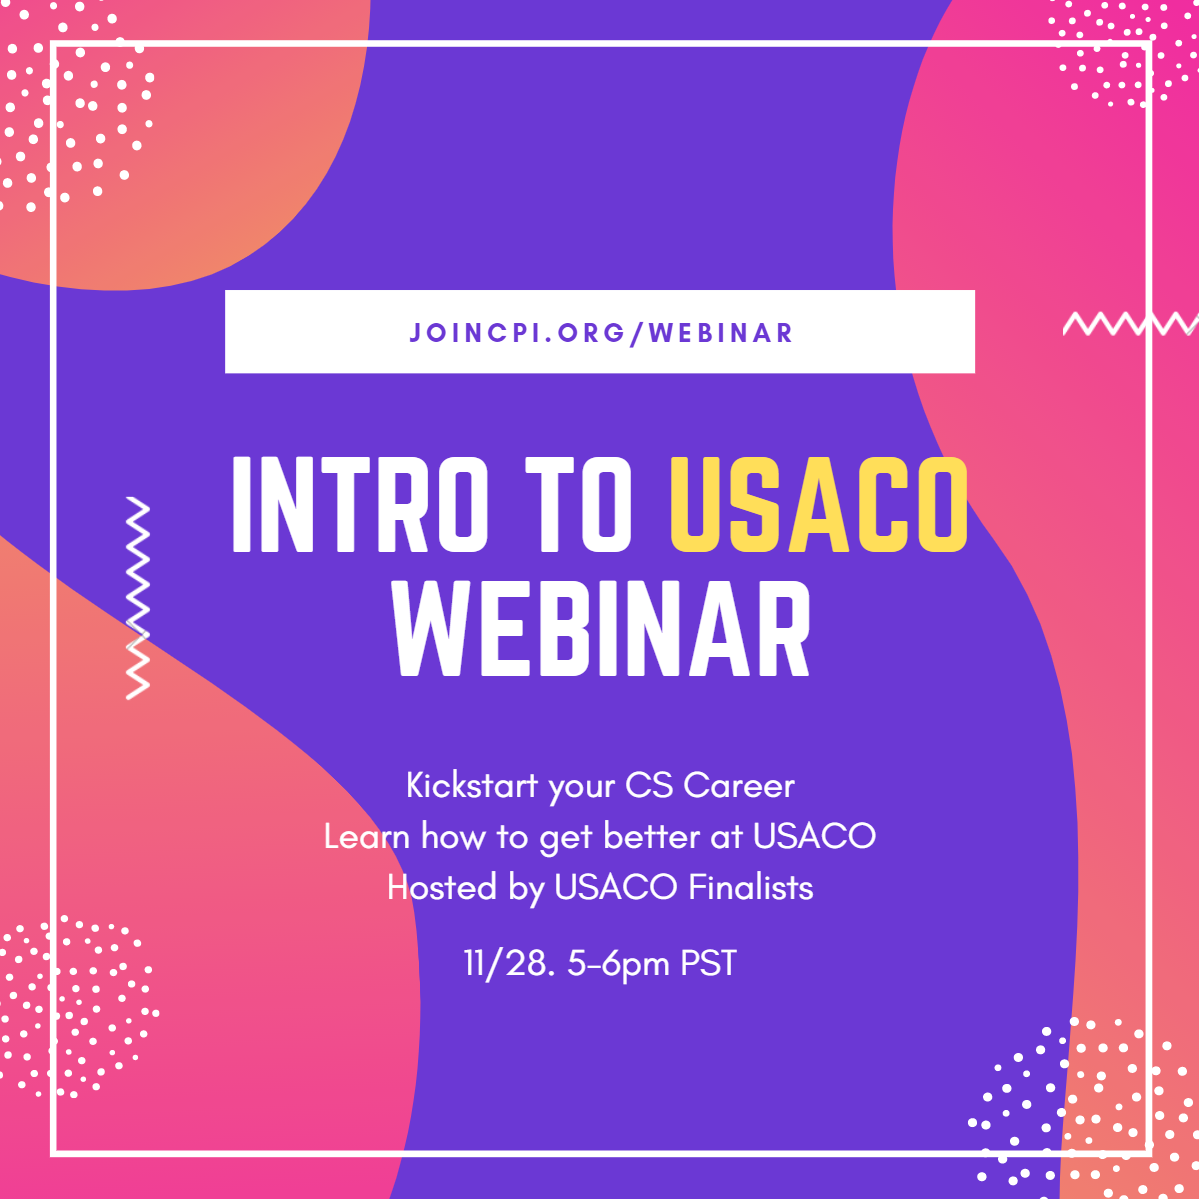 JOINCPI.ORG/WEBINAR
INTRO TO USACO
WEBINAR
Kickstart your CS Career
Learn how to get better at USACO
Hosted by USACO Finalists
11/28. 5-6pm PST